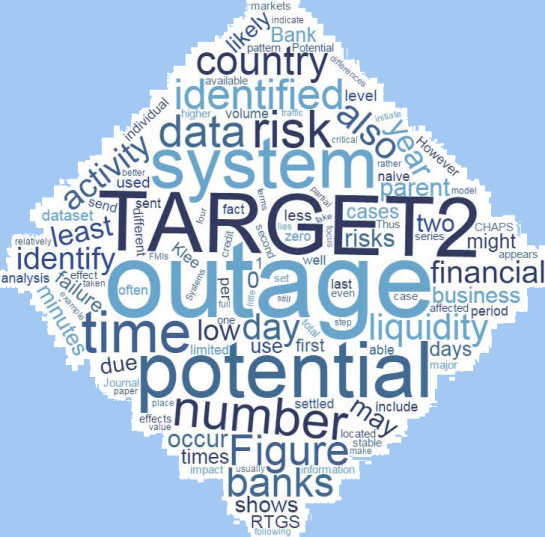 markets
likely
indicate
Bank
pattern
Potential
country
differences
available
identified
level
individual
higher
volume
traffic
also
initiate
year
However
activity
data
risk
critical
rather
better
used
system
naive
parent
model
dataset
send
sent
different
four
fact
TARGET2
terms
partial
less
take
zero
lies
focus
cases
risks
Thus
two
series
CHAPS
might
appears
least
relatively
identify
FMIs
Klee
Systems
credit
second
1
little
set
still
well
last
even
case
financial
analysis
taken
effect
example
failure
often
outage
per
full
one
business
affected
period
minutes
time
low
day
limited
use
first
total
step
able
liquidity
days
major
due
Journal
paper
potential
place
effects
value
number
settled
may
include
located
stable
make
occur
times
Figure
impact
usually
information
banks
shows
RTGS
following